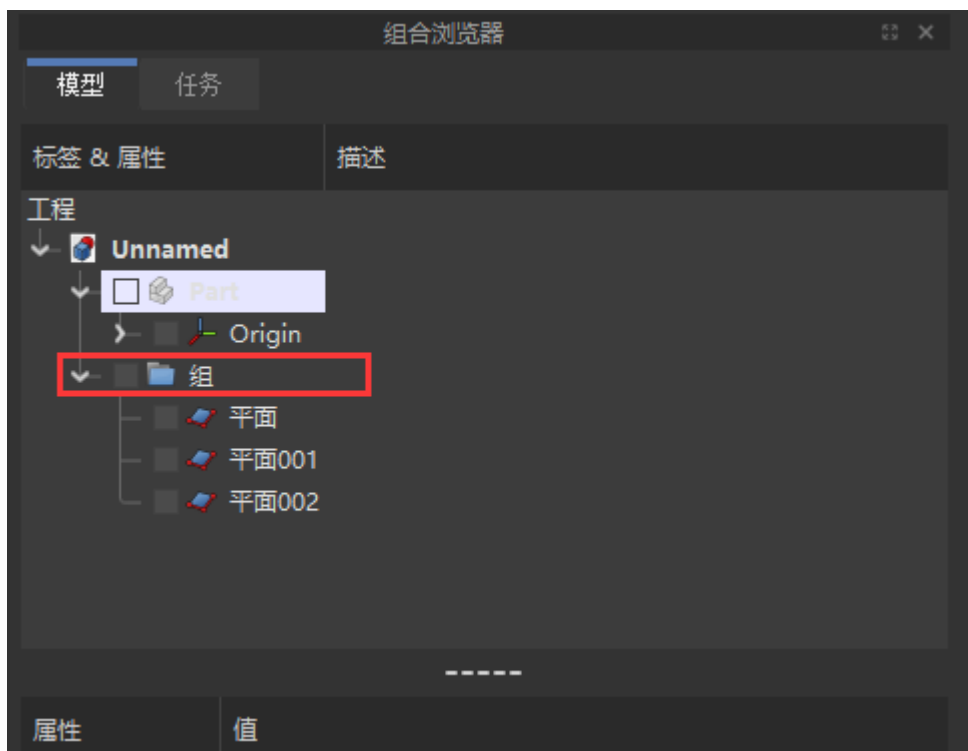 组合浏览器
模型 任务
标签 & 属性 描述
工程
Unnamed
Part
Origin
组
平面
平面001
平面002
属性 值